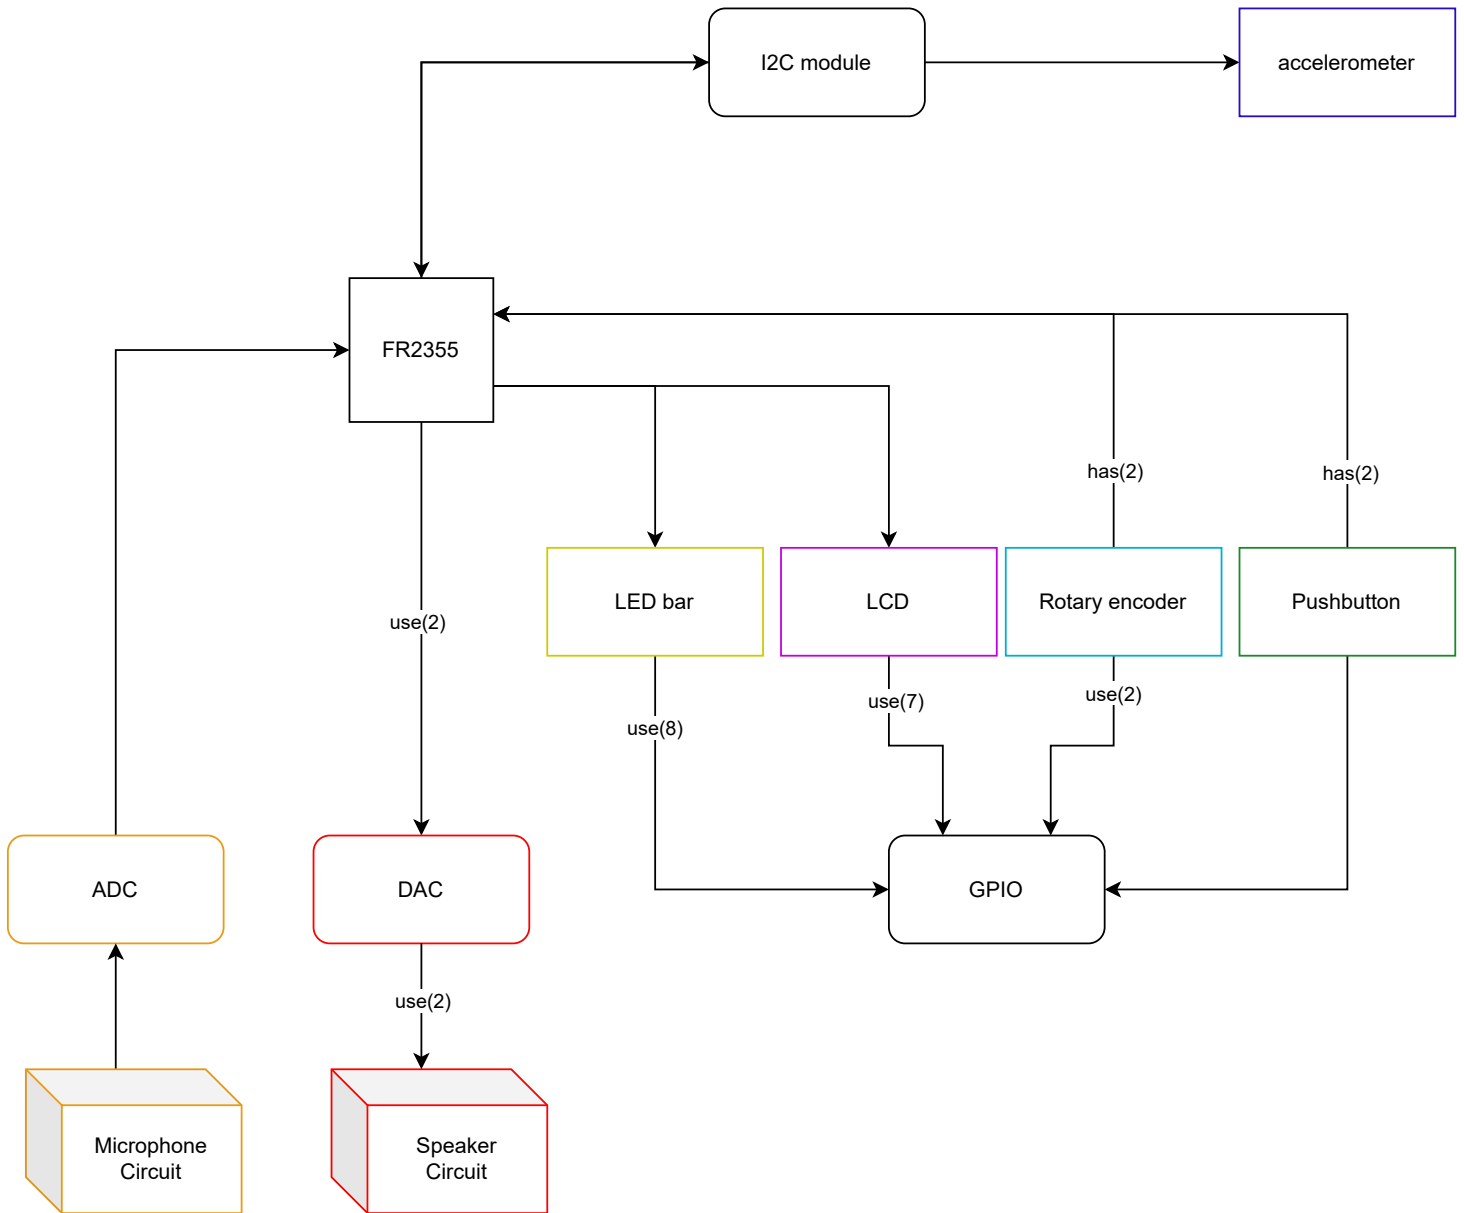 I2C module
accelerometer
FR2355
has(2)
has(2)
LED bar
LCD
Rotary encoder
Pushbutton
use(2)
use(7)
use(2)
use(8)
ADC
DAC
GPIO
use(2)
Microphone
Circuit
Speaker
Circuit